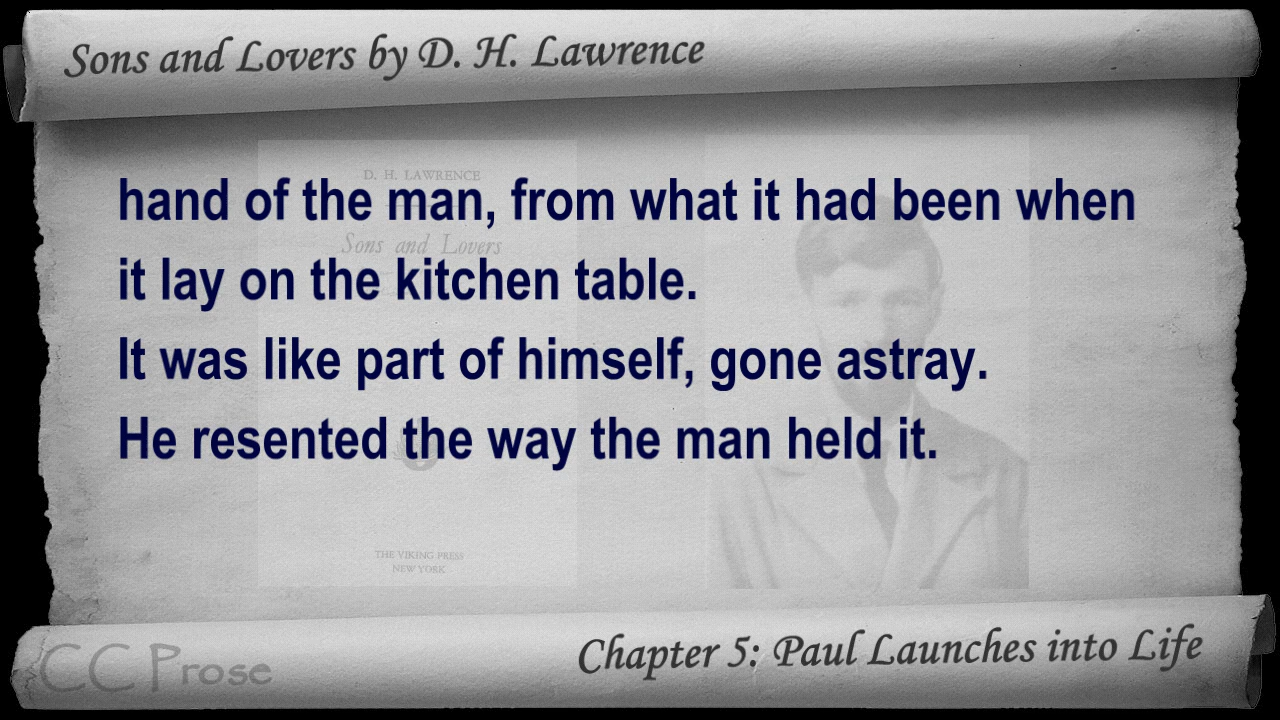 Sons and Lovers by D. H. Lawrence
D. H. LAWRENCE
hand of the man, from what it had been when
Sons and Lovers
it lay on the kitchen table.
It was like part of himself, gone astray.
He resented the way the man held it.
THE VIKING PRESS
NEW YORK
CC Prose
Chapter 5: Paul Launches into Life